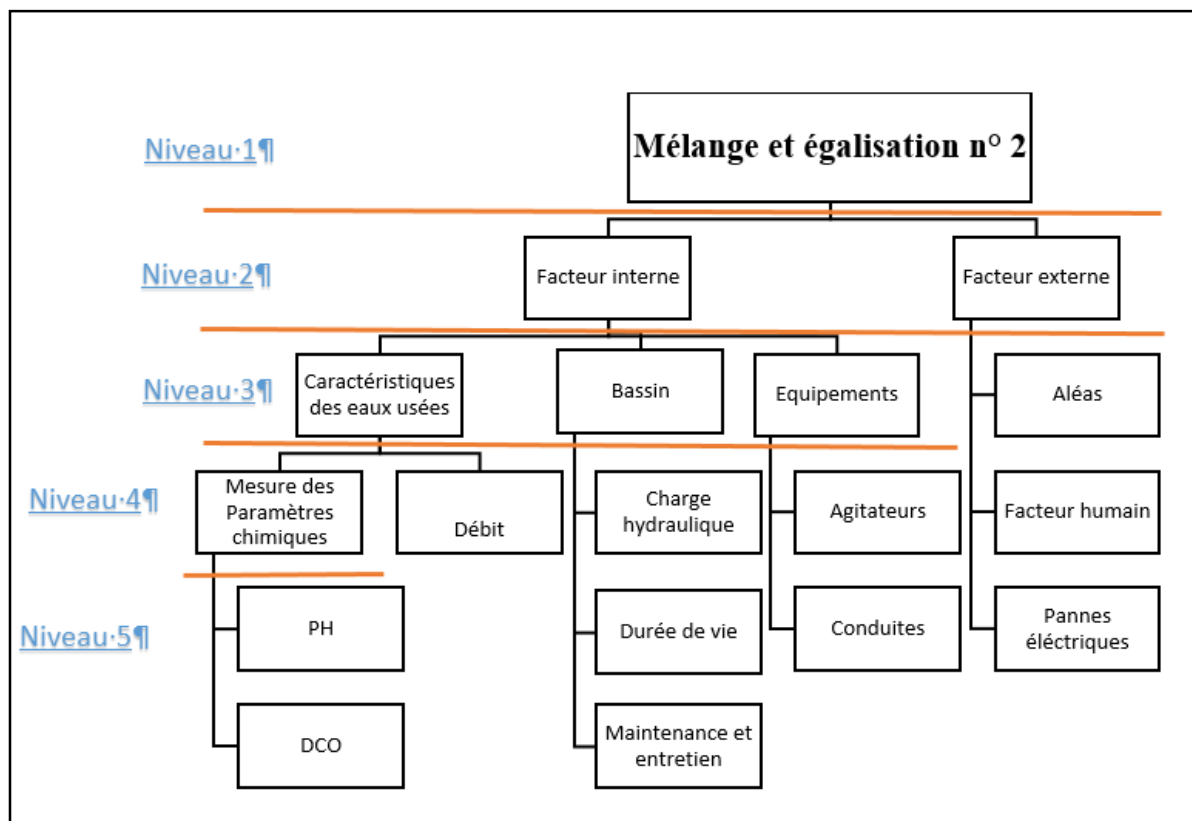 Niveau·1¶
Mélange et égalisation n° 2
Niveau·2¶
Facteur interne
Facteur externe
Niveau·3¶
Caractéristiques
des eaux usées
Bassin
Equipements
Aléas
Niveau·4¶
Mesure des
Paramètres
chimiques
Débit
Charge
hydraulique
Agitateurs
Facteur humain
Niveau·5¶
PH
Durée de vie
Conduites
Pannes
éléctriques
DCO
Maintenance et
entretien